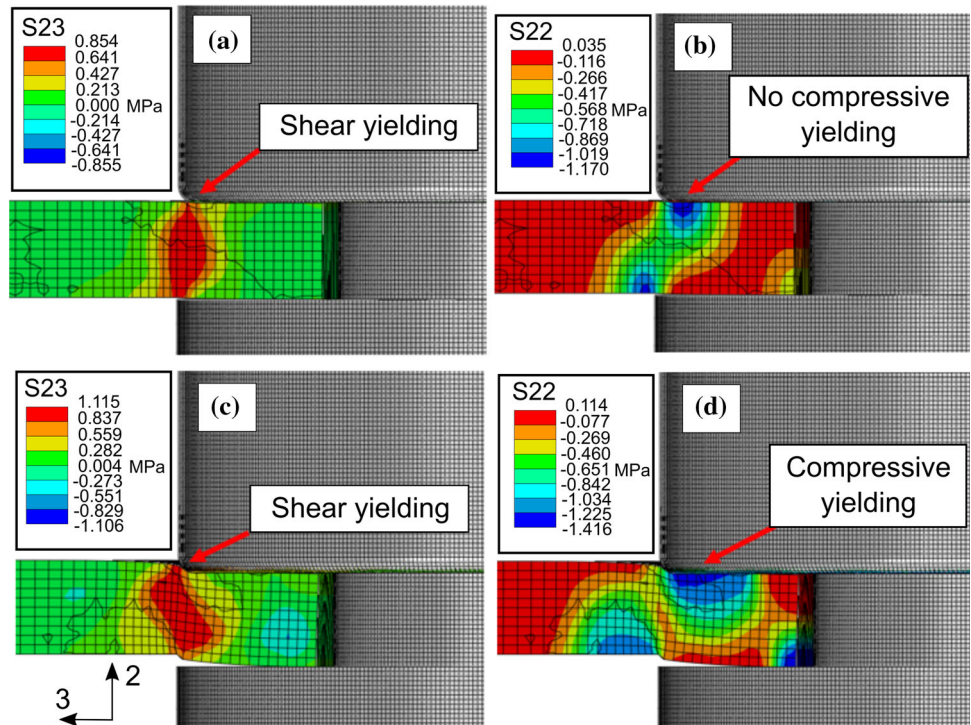 S23
0.854
0.641
0.427
0.213
0.000 MPa
-0.214
-0.427
-0.641
-0.855
(a)
Shear yielding
S22
0.035
-0.116
-0.266
-0.417
-0.568 MPa
-0.718
-0.869
-1.019
-1.170
(b)
No compressive
yielding
S23
1.115
0.837
0.559
0.282
0.004 MPa
-0.273
-0.551
-0.829
-1.106
(c)
Shear yielding
2
3
S22
0.114
-0.077
-0.269
-0.460
-0.651 MPa
-0.842
-1.034
-1.225
-1.416
(d)
Compressive
yielding